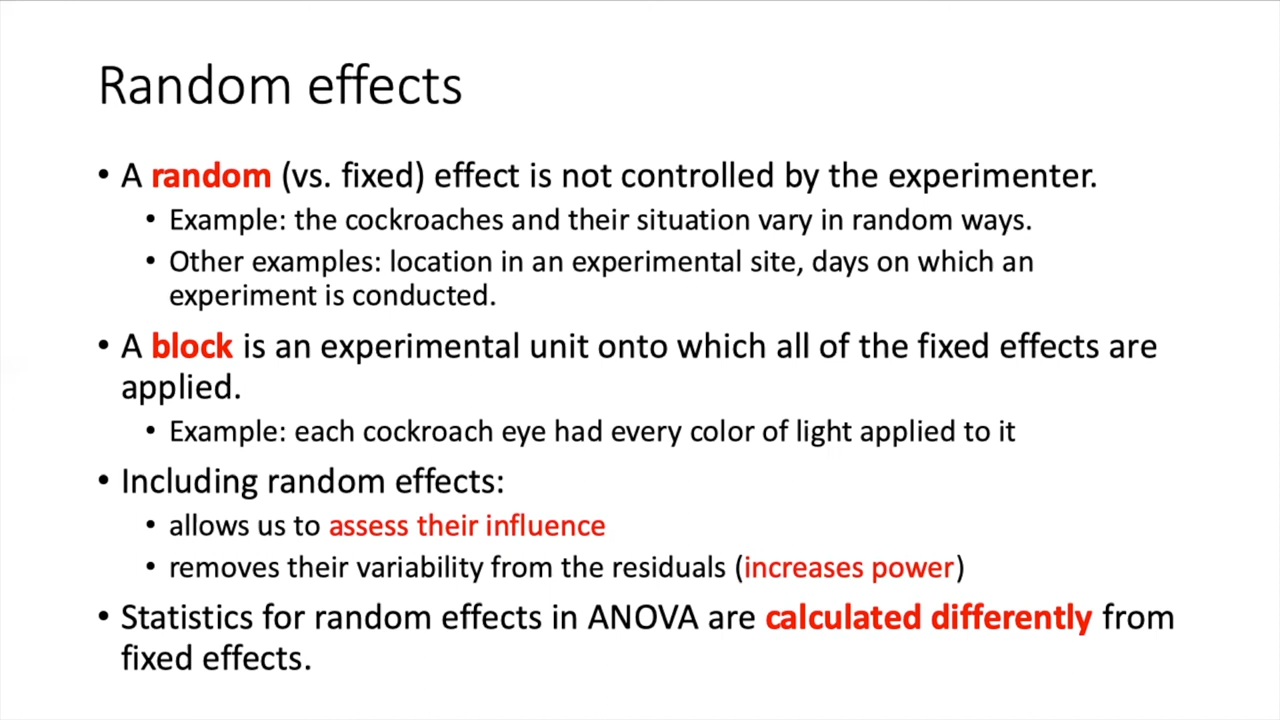 Random effects
• A random (vs. fixed) effect is not controlled by the experimenter.
• Example: the cockroaches and their situation vary in random ways.
• Other examples: location in an experimental site, days on which an
experiment is conducted.
• A block is an experimental unit onto which all of the fixed effects are
applied.
• Example: each cockroach eye had every color of light applied to it
• Including random effects:
• allows us to assess their influence
• removes their variability from the residuals (increases power)
• Statistics for random effects in ANOVA are calculated differently from
fixed effects.